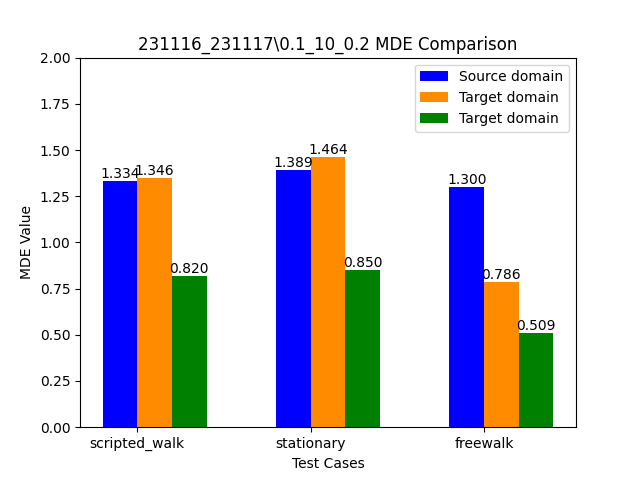 231116_231117\0.1_10_0.2 MDE Comparison
2.00
1.75
1.50
1.25
1.00
0.75
0.50
0.25
0.00
MDE Value
Source domain
Target domain
Target domain
1.334
1.346
0.820
1.389
1.464
0.850
1.300
0.786
0.509
scripted_walk
stationary
freewalk
Test Cases